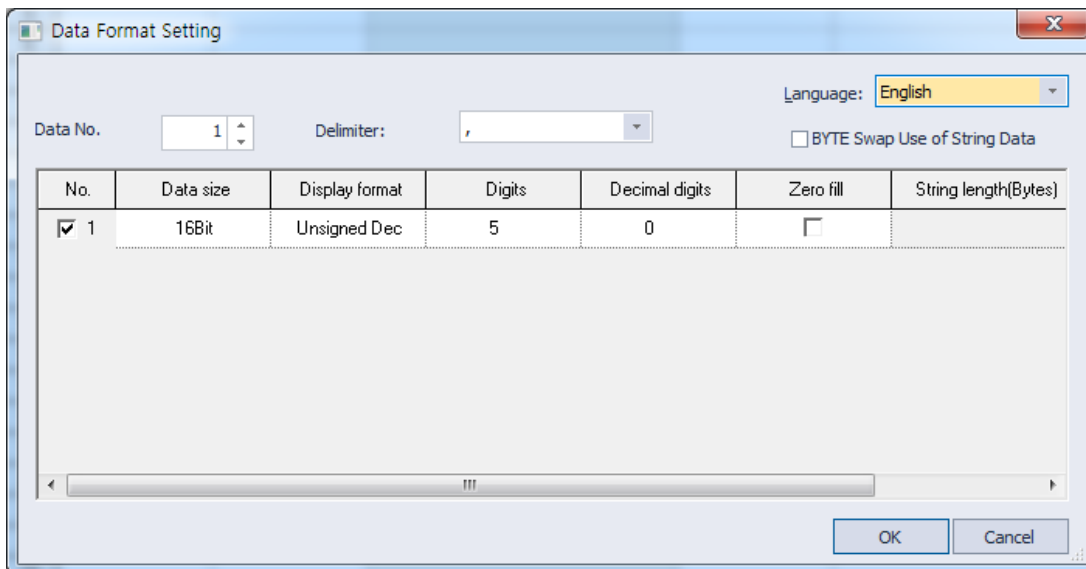 Data Format Setting
Language: English
Data No. 1 Delimiter: ,
BYTE Swap Use of String Data
No. Data size Display format Digits Decimal digits Zero fill String length(Bytes)
1 16Bit Unsigned Dec 5 0
OK Cancel